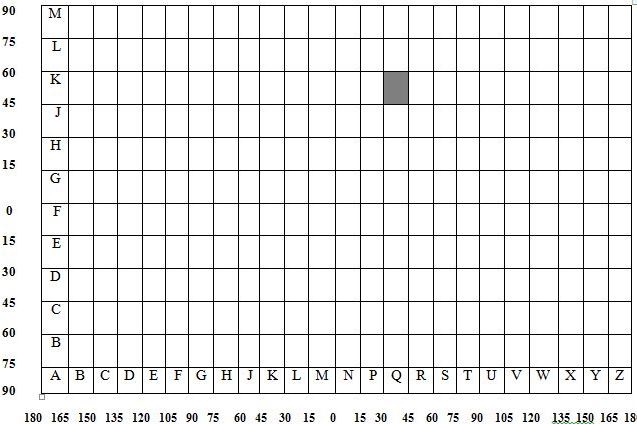 90 M
75 L
60 K
45 J
30 H
15 G
0 F
15 E
30 D
45 C
60 B
75 A B C D E F G H J K L M N P Q R S T U V W X Y Z
90
180 165 150 135 120 105 90 75 60 45 30 15 0 15 30 45 60 75 90 105 120 135 150 165 18